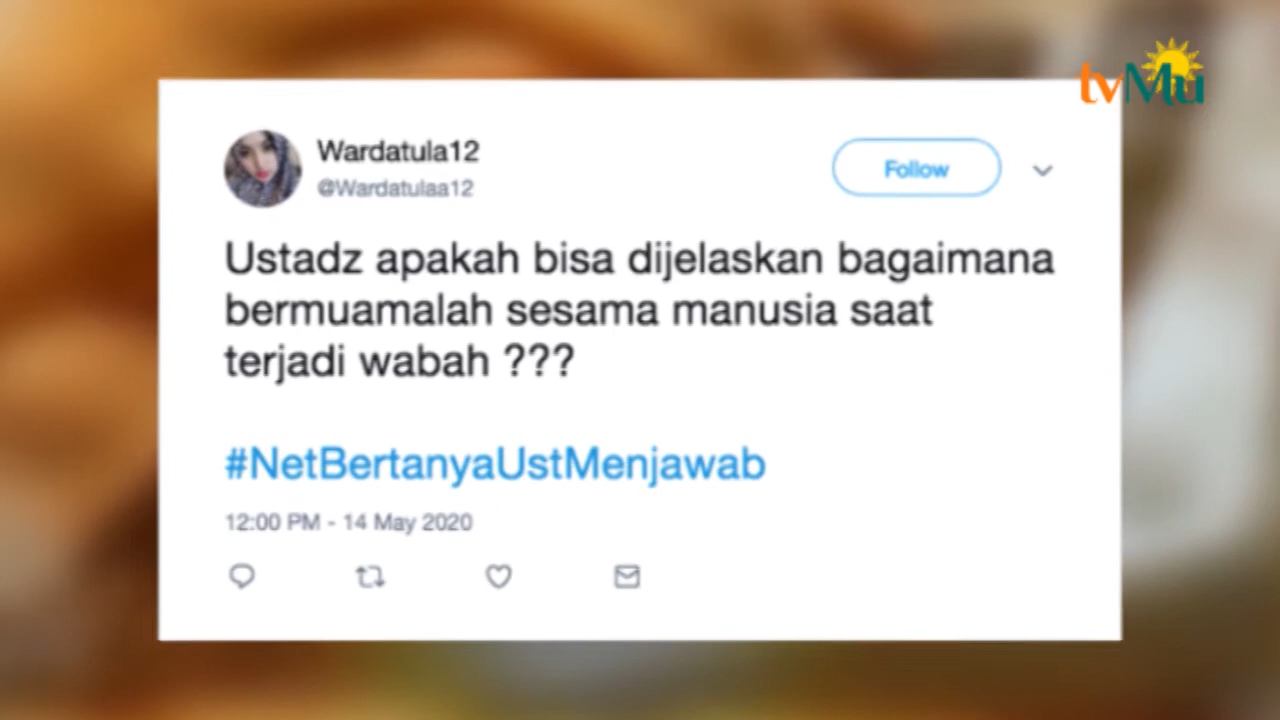 tvMu
Wardatula12
@Wardatulaa12
Follow
Ustadz apakah bisa dijelaskan bagaimana
bermuamalah sesama manusia saat
terjadi wabah ???
#NetBertanyaUstMenjawab
12:00 PM - 14 May 2020